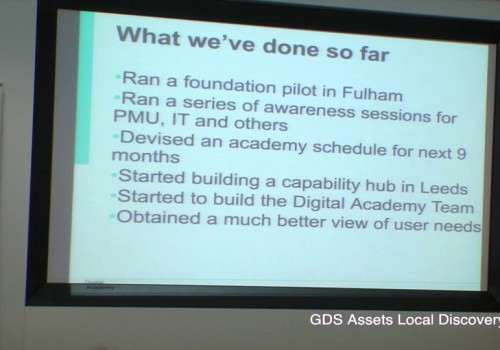 What we've done so far
•Ran a foundation pilot in Fulham
•Ran a series of awareness sessions for
PMU, IT and others
•Devised an academy schedule for next 9
months
•Started building a capability hub in Leeds
•Started to build the Digital Academy Team
•Obtained a much better view of user needs
Academy
GDS Assets Local Discovery